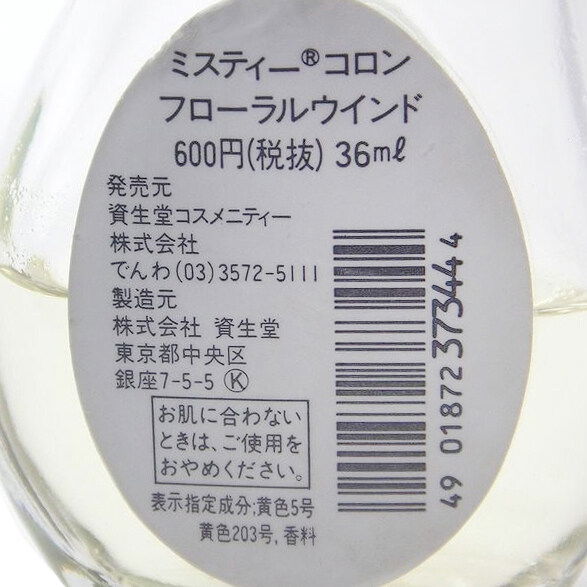 ミスティー®コロン
フローラルウインド
600円(税抜) 36ml
発売元
資生堂コスメニティー
株式会社
でんわ(03)3572-5111
製造元
株式会社 資生堂
東京都中央区
銀座7-5-5 Ⓚ
お肌に合わない
ときは、ご使用を
おやめください。
表示指定成分;黄色5号
黄色203号,香料
49 01872 373444 4